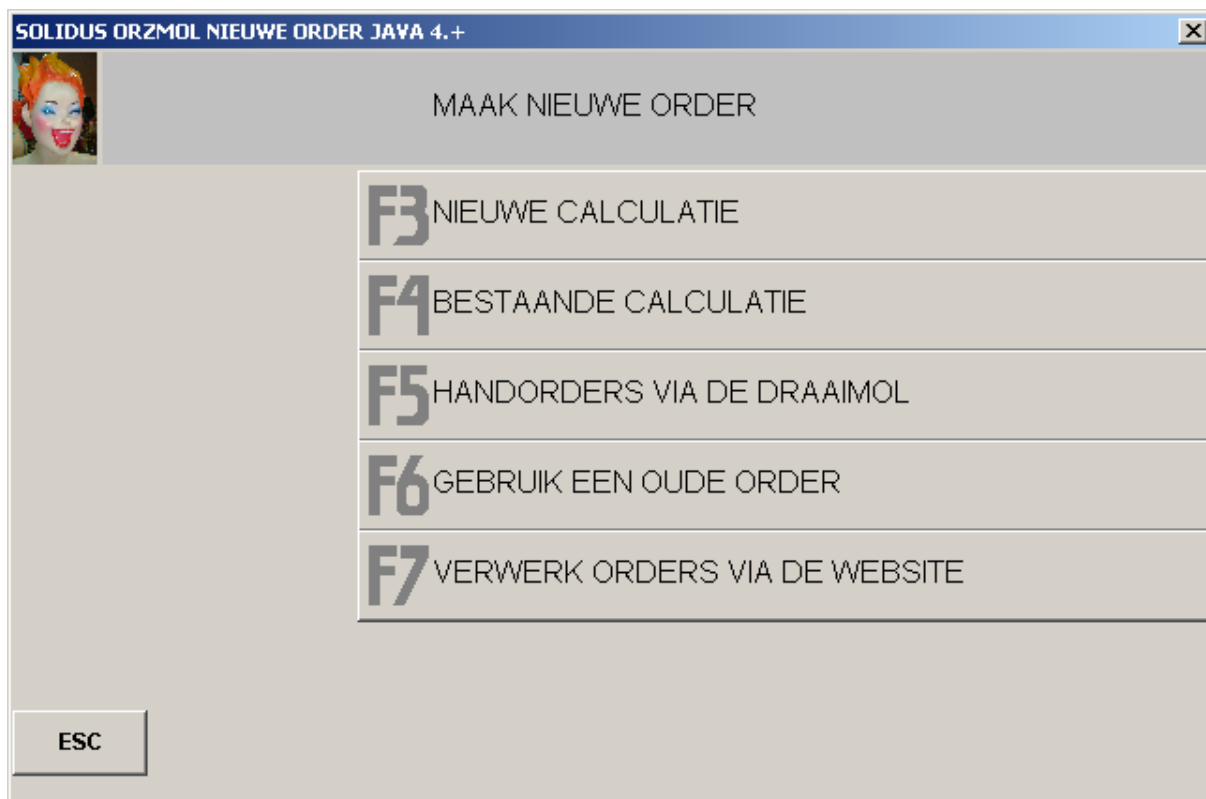 SOLIDUS ORZMOL NIEUWE ORDER JAVA 4.+
MAAK NIEUWE ORDER
F3 NIEUWE CALCULATIE
F4 BESTAANDE CALCULATIE
F5 HANDORDERS VIA DE DRAAIMOL
F6 GEBRUIK EEN OUDE ORDER
F7 VERWERK ORDERS VIA DE WEBSITE
ESC